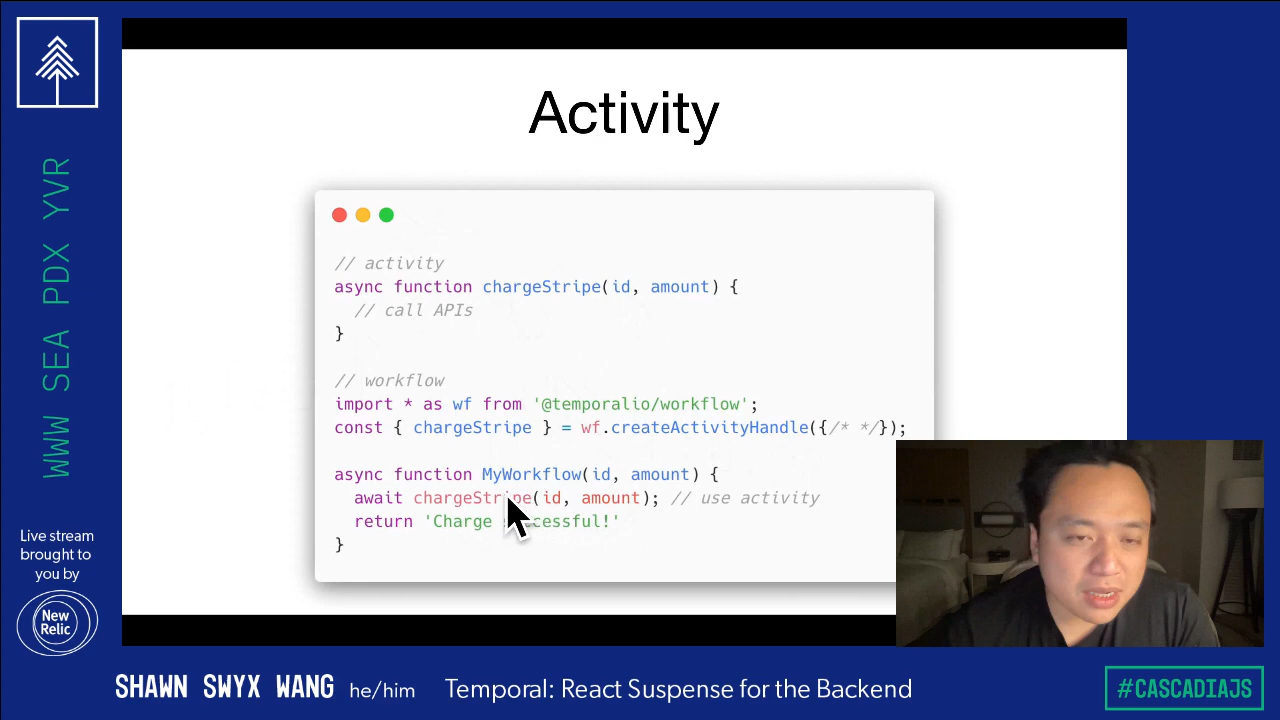 WWW SEA PDX YVR
Live stream
brought to
you by
New
Relic
Activity
// activity
async function chargeStripe(id, amount) {
// call APIs
}
// workflow
import * as wf from '@temporalio/workflow';
const { chargeStripe } = wf.createActivityHandle({/* */});
async function MyWorkflow(id, amount) {
await chargeStripe(id, amount); // use activity
return 'Charge successful!'
}
SHAWN SWYX WANG he/him Temporal: React Suspense for the Backend
#CASCADIAJS